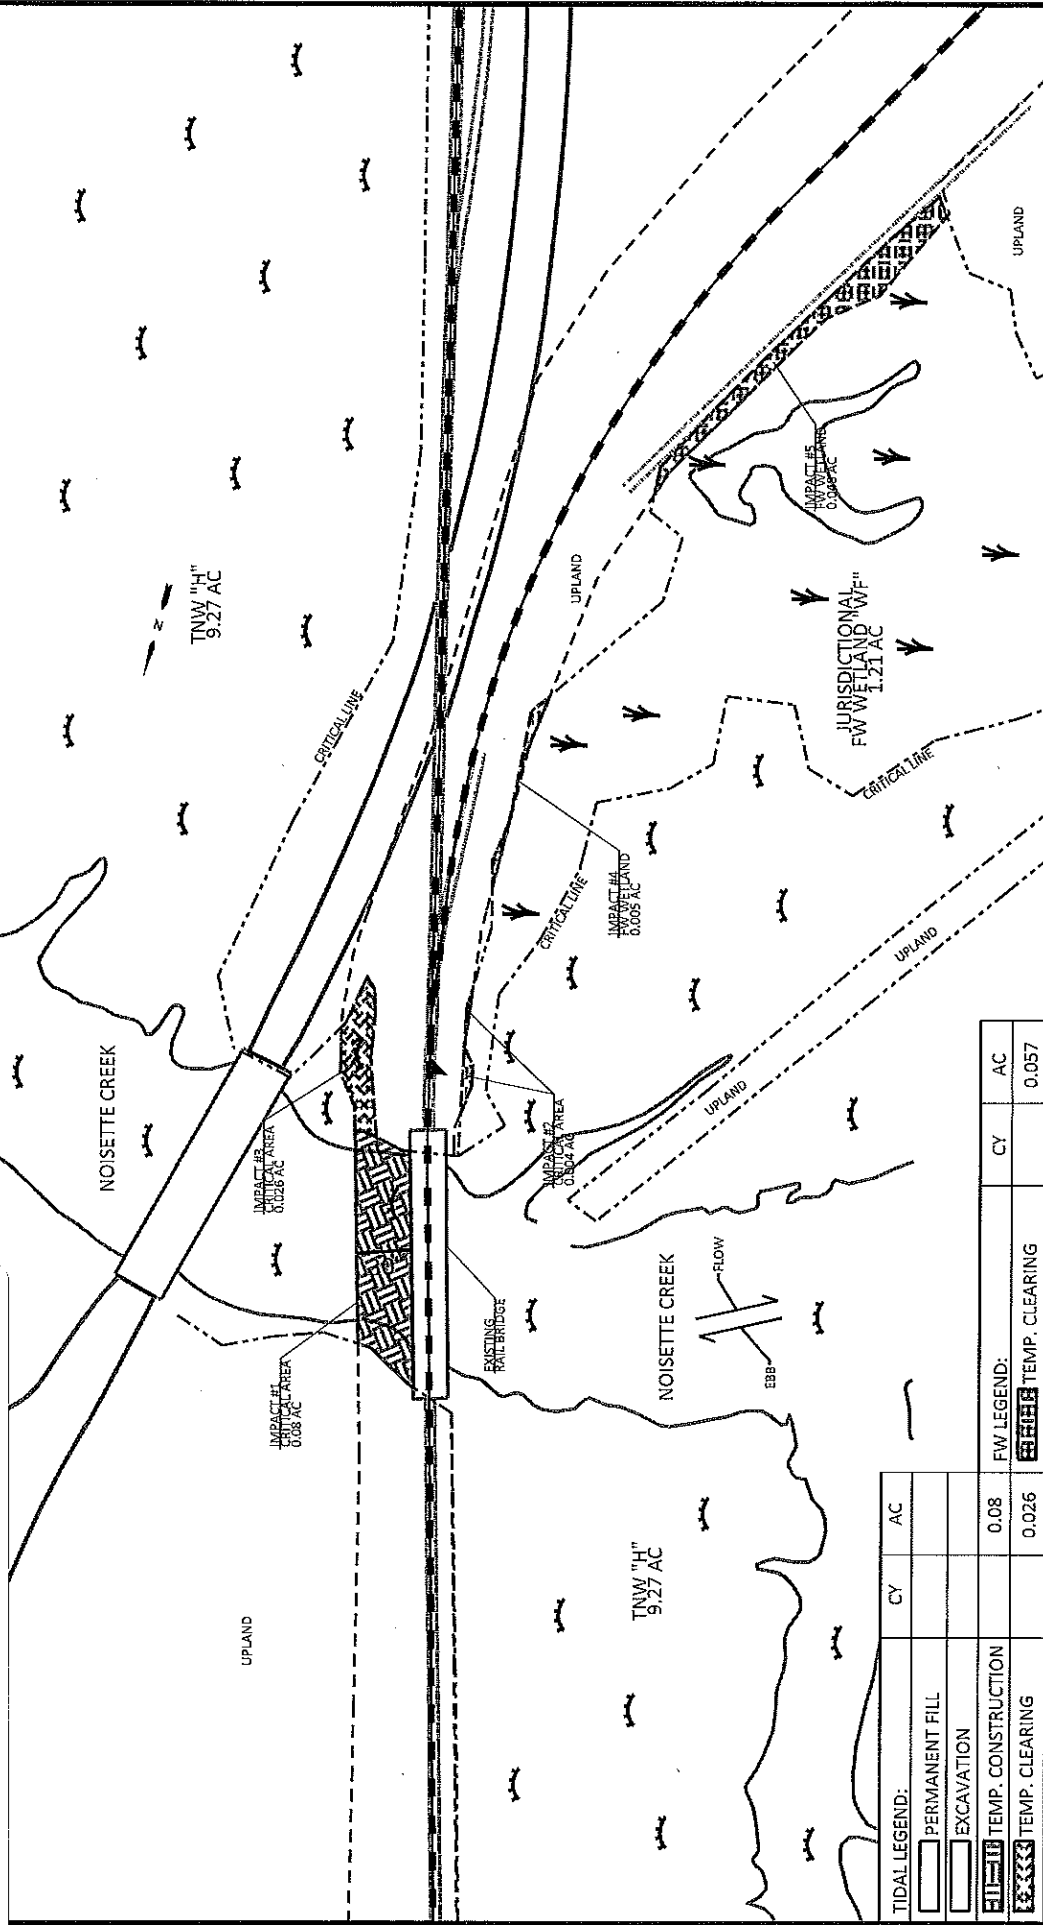 NOISETTE CREEK
TNW "H"
9.27 AC
N
CRITICAL LINE
IMPACT #3
CRITICAL AREA
0.026 AC
IMPACT #1
CRITICAL AREA
0.08 AC
UPLAND
EXISTING
RAIL BRIDGE
IMPACT #2
CRITICAL AREA
0.004 AC
IMPACT #4
FW WETLAND
0.005 AC
CRITICAL LINE
UPLAND
IMPACT #5
FW WETLAND
UPLAND
JURISDICTIONAL
FW WETLAND "WF"
1.21 AC
CRITICAL LINE
UPLAND
UPLAND
NOISETTE CREEK
FLOW
EBB
TNW "H"
9.27 AC
TIDAL LEGEND: CY AC
PERMANENT FILL
EXCAVATION
TEMP. CONSTRUCTION 0.08
TEMP. CLEARING 0.026
FW LEGEND: CY AC
TEMP. CLEARING 0.057